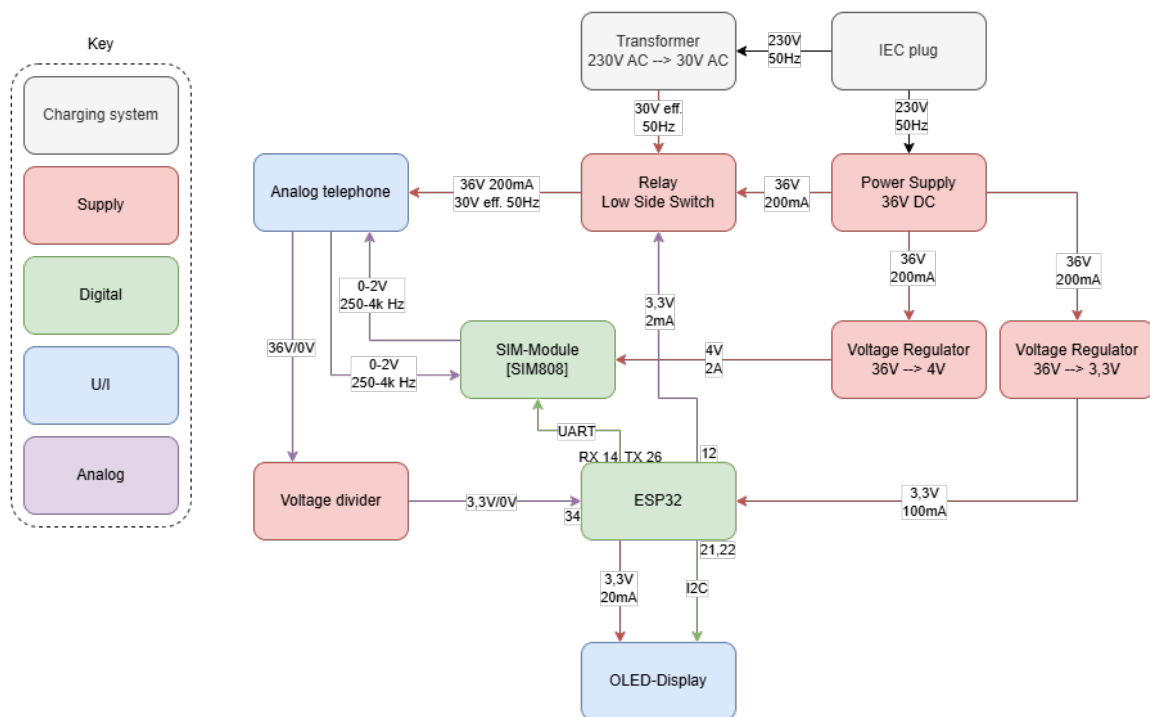 Key
Charging system
Supply
Digital
U/I
Analog
Transformer
230V AC --> 30V AC
230V
50Hz
IEC plug
30V eff.
50Hz
230V
50Hz
Analog telephone
36V 200mA
30V eff. 50Hz
Relay
Low Side Switch
36V
200mA
Power Supply
36V DC
36V
200mA
36V
200mA
0-2V
250-4k Hz
3,3V
2mA
36V/0V
0-2V
250-4k Hz
SIM-Module
[SIM808]
4V
2A
Voltage Regulator
36V --> 4V
Voltage Regulator
36V --> 3,3V
UART
RX 14
TX 26
12
Voltage divider
3,3V/0V
34
ESP32
3,3V
100mA
21,22
3,3V
20mA
I2C
OLED-Display